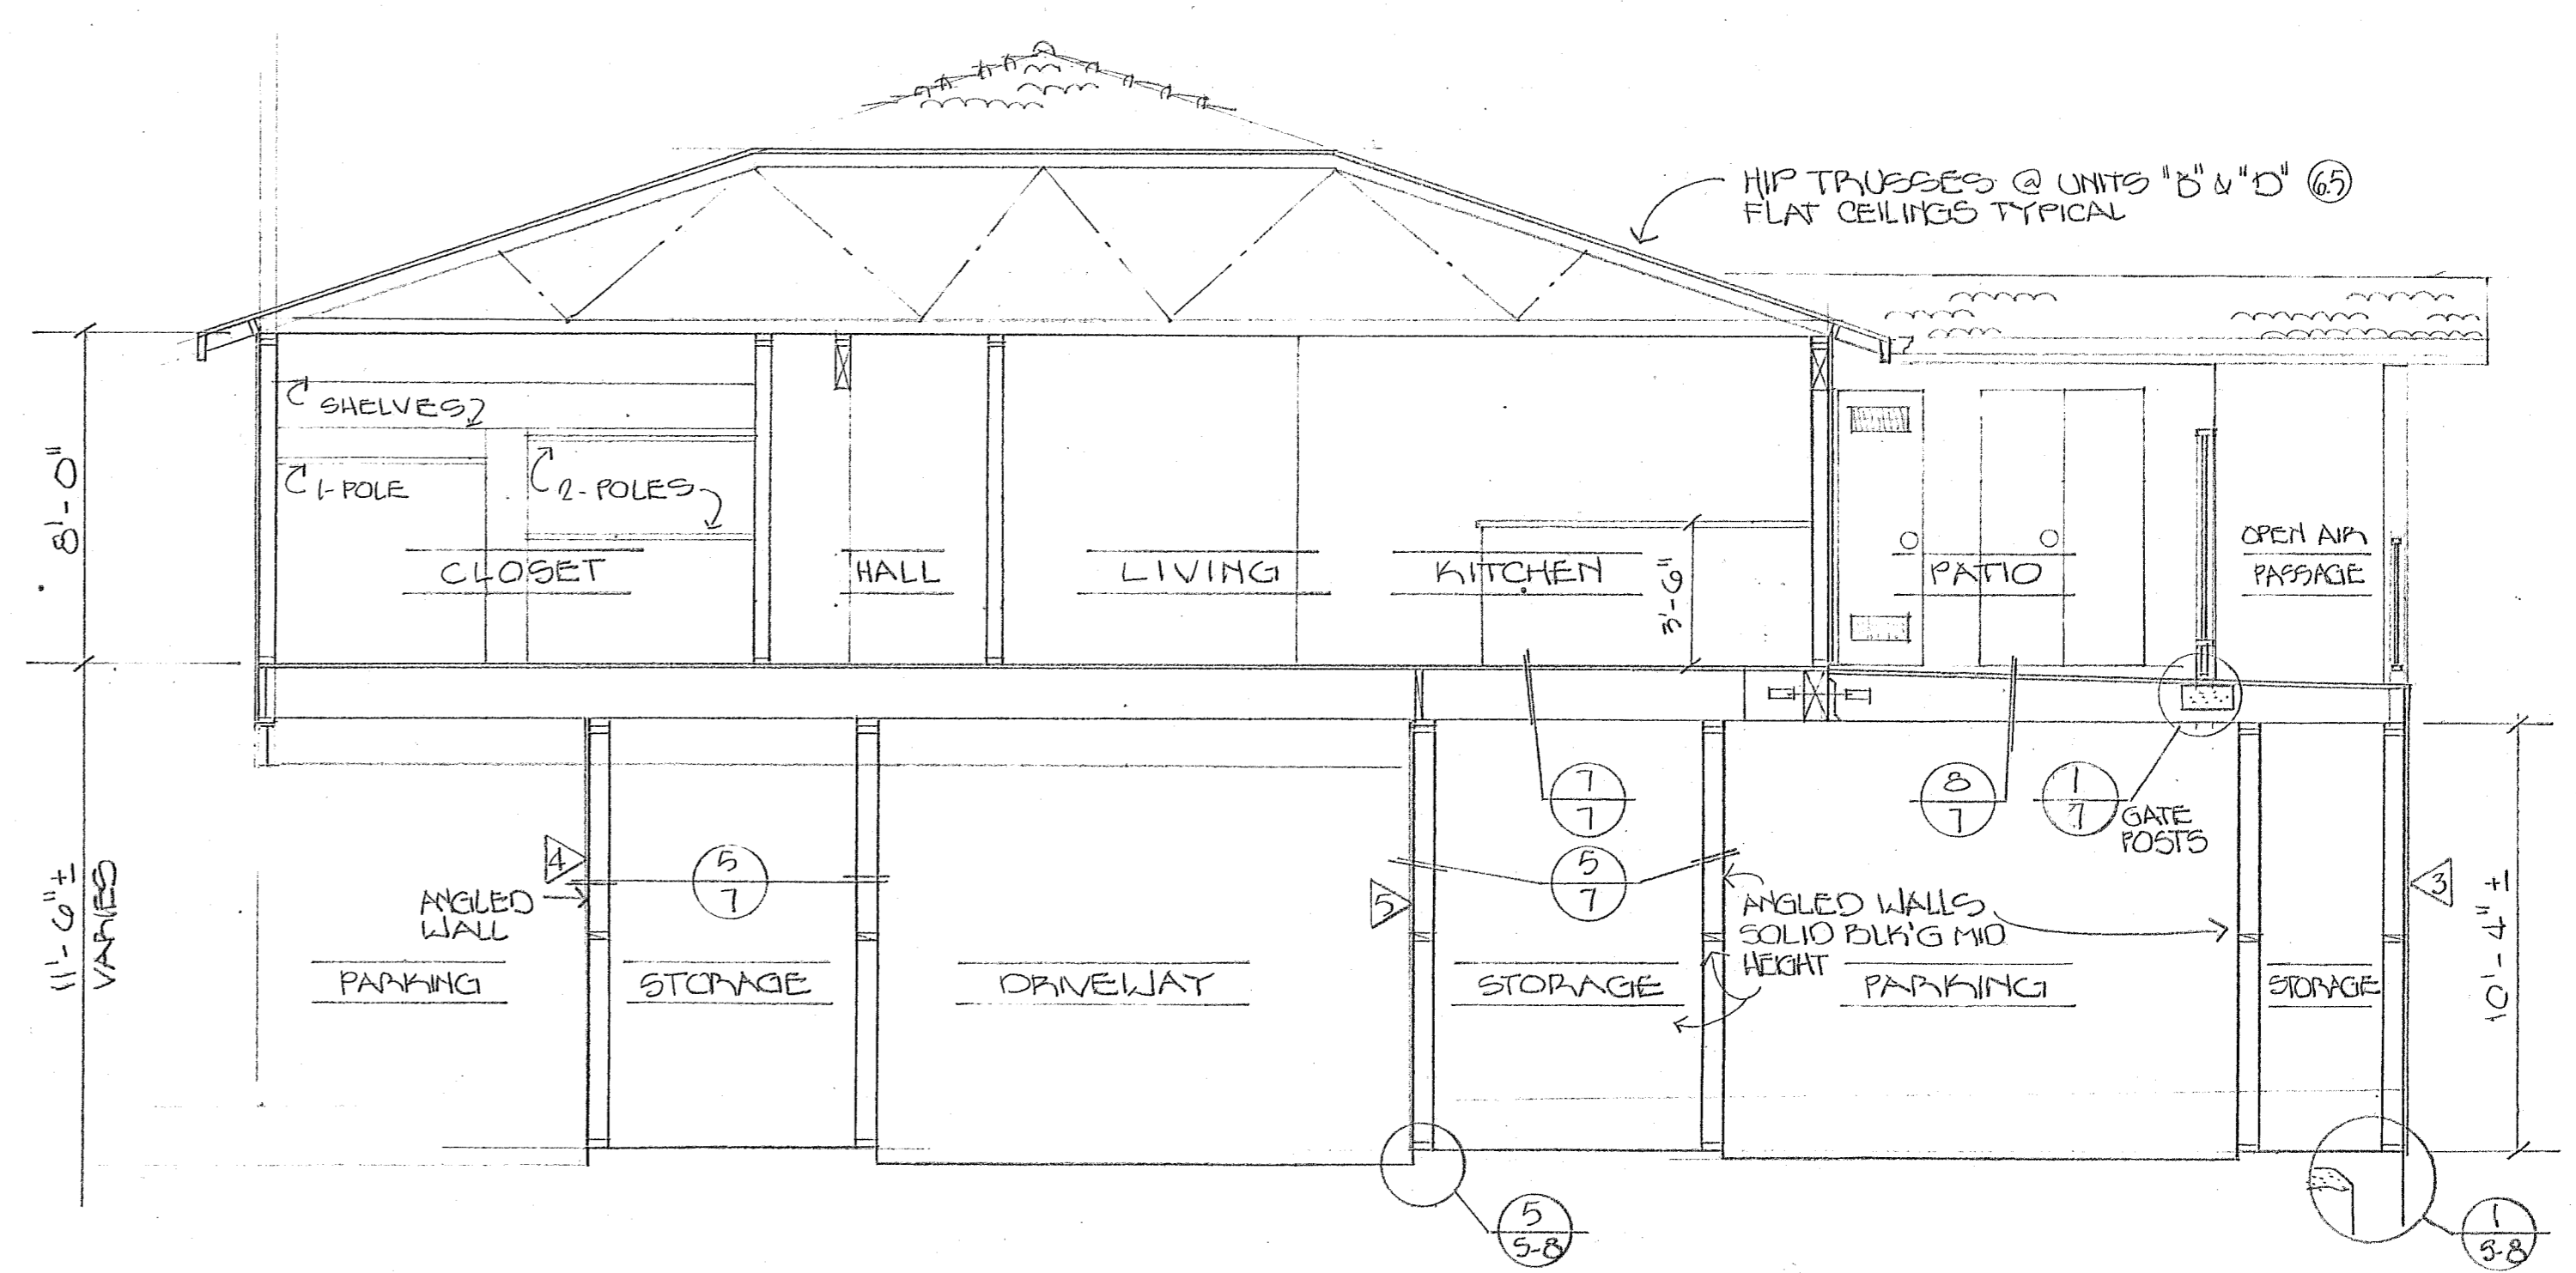 HIP TRUSSES @ UNITS "B" & "D" 6.5
FLAT CEILINGS TYPICAL
SHELVES
1-POLE
2-POLES
8'-0"
CLOSET
HALL
LIVING
KITCHEN
3'-6"
PATIO
OPEN AIR
PASSAGE
7
7
8
7
1
7
GATE
POSTS
4
5
7
5
7
5
3
ANGLED
WALL
ANGLED WALLS
SOLID BLK'G MID
HEIGHT
11'-6"±
VARIES
10'-4"±
PARKING
STORAGE
DRIVEWAY
STORAGE
PARKING
STORAGE
5
S-8
1
S-8